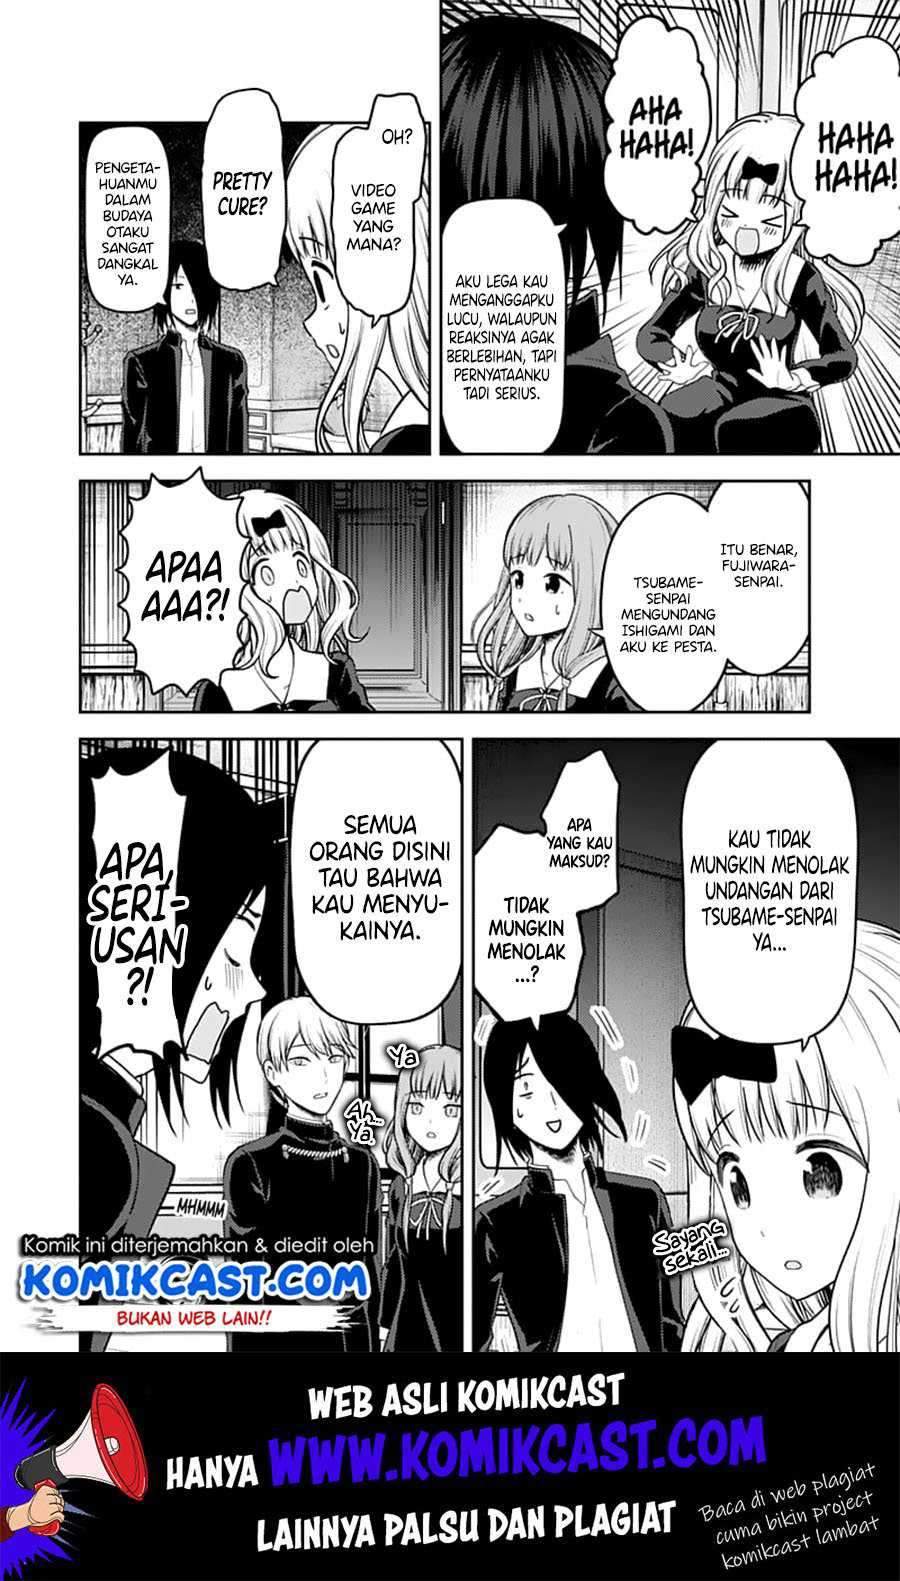 HAHA
HAHA!
AHA
HAHA!
AKU LEGA KAU
MENGANGGAPKU
LUCU, WALAUPUN
REAKSINYA AGAK
BERLEBIHAN, TAPI
PERNYATAANKU
TADI SERIUS.
OH?
VIDEO
GAME
YANG
MANA?
PRETTY
CURE?
PENGETA-
HUANMU
DALAM
BUDAYA
OTAKU
SANGAT
DANGKAL
YA.
ITU BENAR,
FUJIWARA-
SENPAI.
TSUBAME-
SENPAI
MENGUNDANG
ISHIGAMI DAN
AKU KE PESTA.
APAA
AAA?!
KAU TIDAK
MUNGKIN MENOLAK
UNDANGAN DARI
TSUBAME-SENPAI
YA...
Sayang
sekali...
APA
YANG KAU
MAKSUD?
TIDAK
MUNGKIN
MENOLAK
...?
SEMUA
ORANG DISINI
TAU BAHWA
KAU MENYU-
KAINYA.
Ya
Ah...
Ya.
MHMMM
APA,
SERI-
USAN
?!
Komik ini diterjemahkan & diedit oleh
KOMIKCAST.COM
BUKAN WEB LAIN!!
WEB ASLI KOMIKCAST
HANYA WWW.KOMIKCAST.COM
LAINNYA PALSU DAN PLAGIAT
Baca di web plagiat
cuma bikin project
komikcast lambat